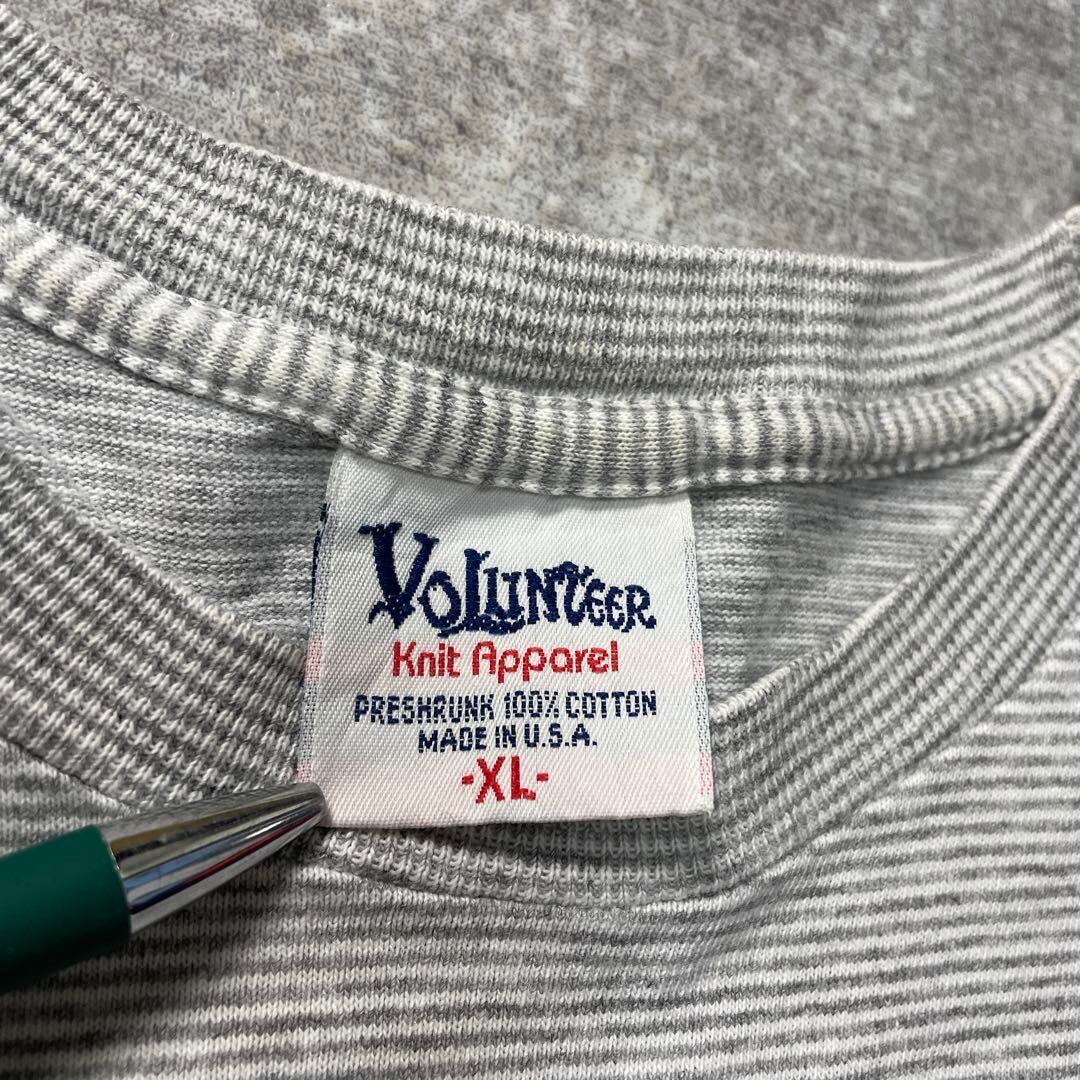 VOLUNTEER
Knit Apparel
PRESHRUNK 100% COTTON
MADE IN U.S.A.
-XL-